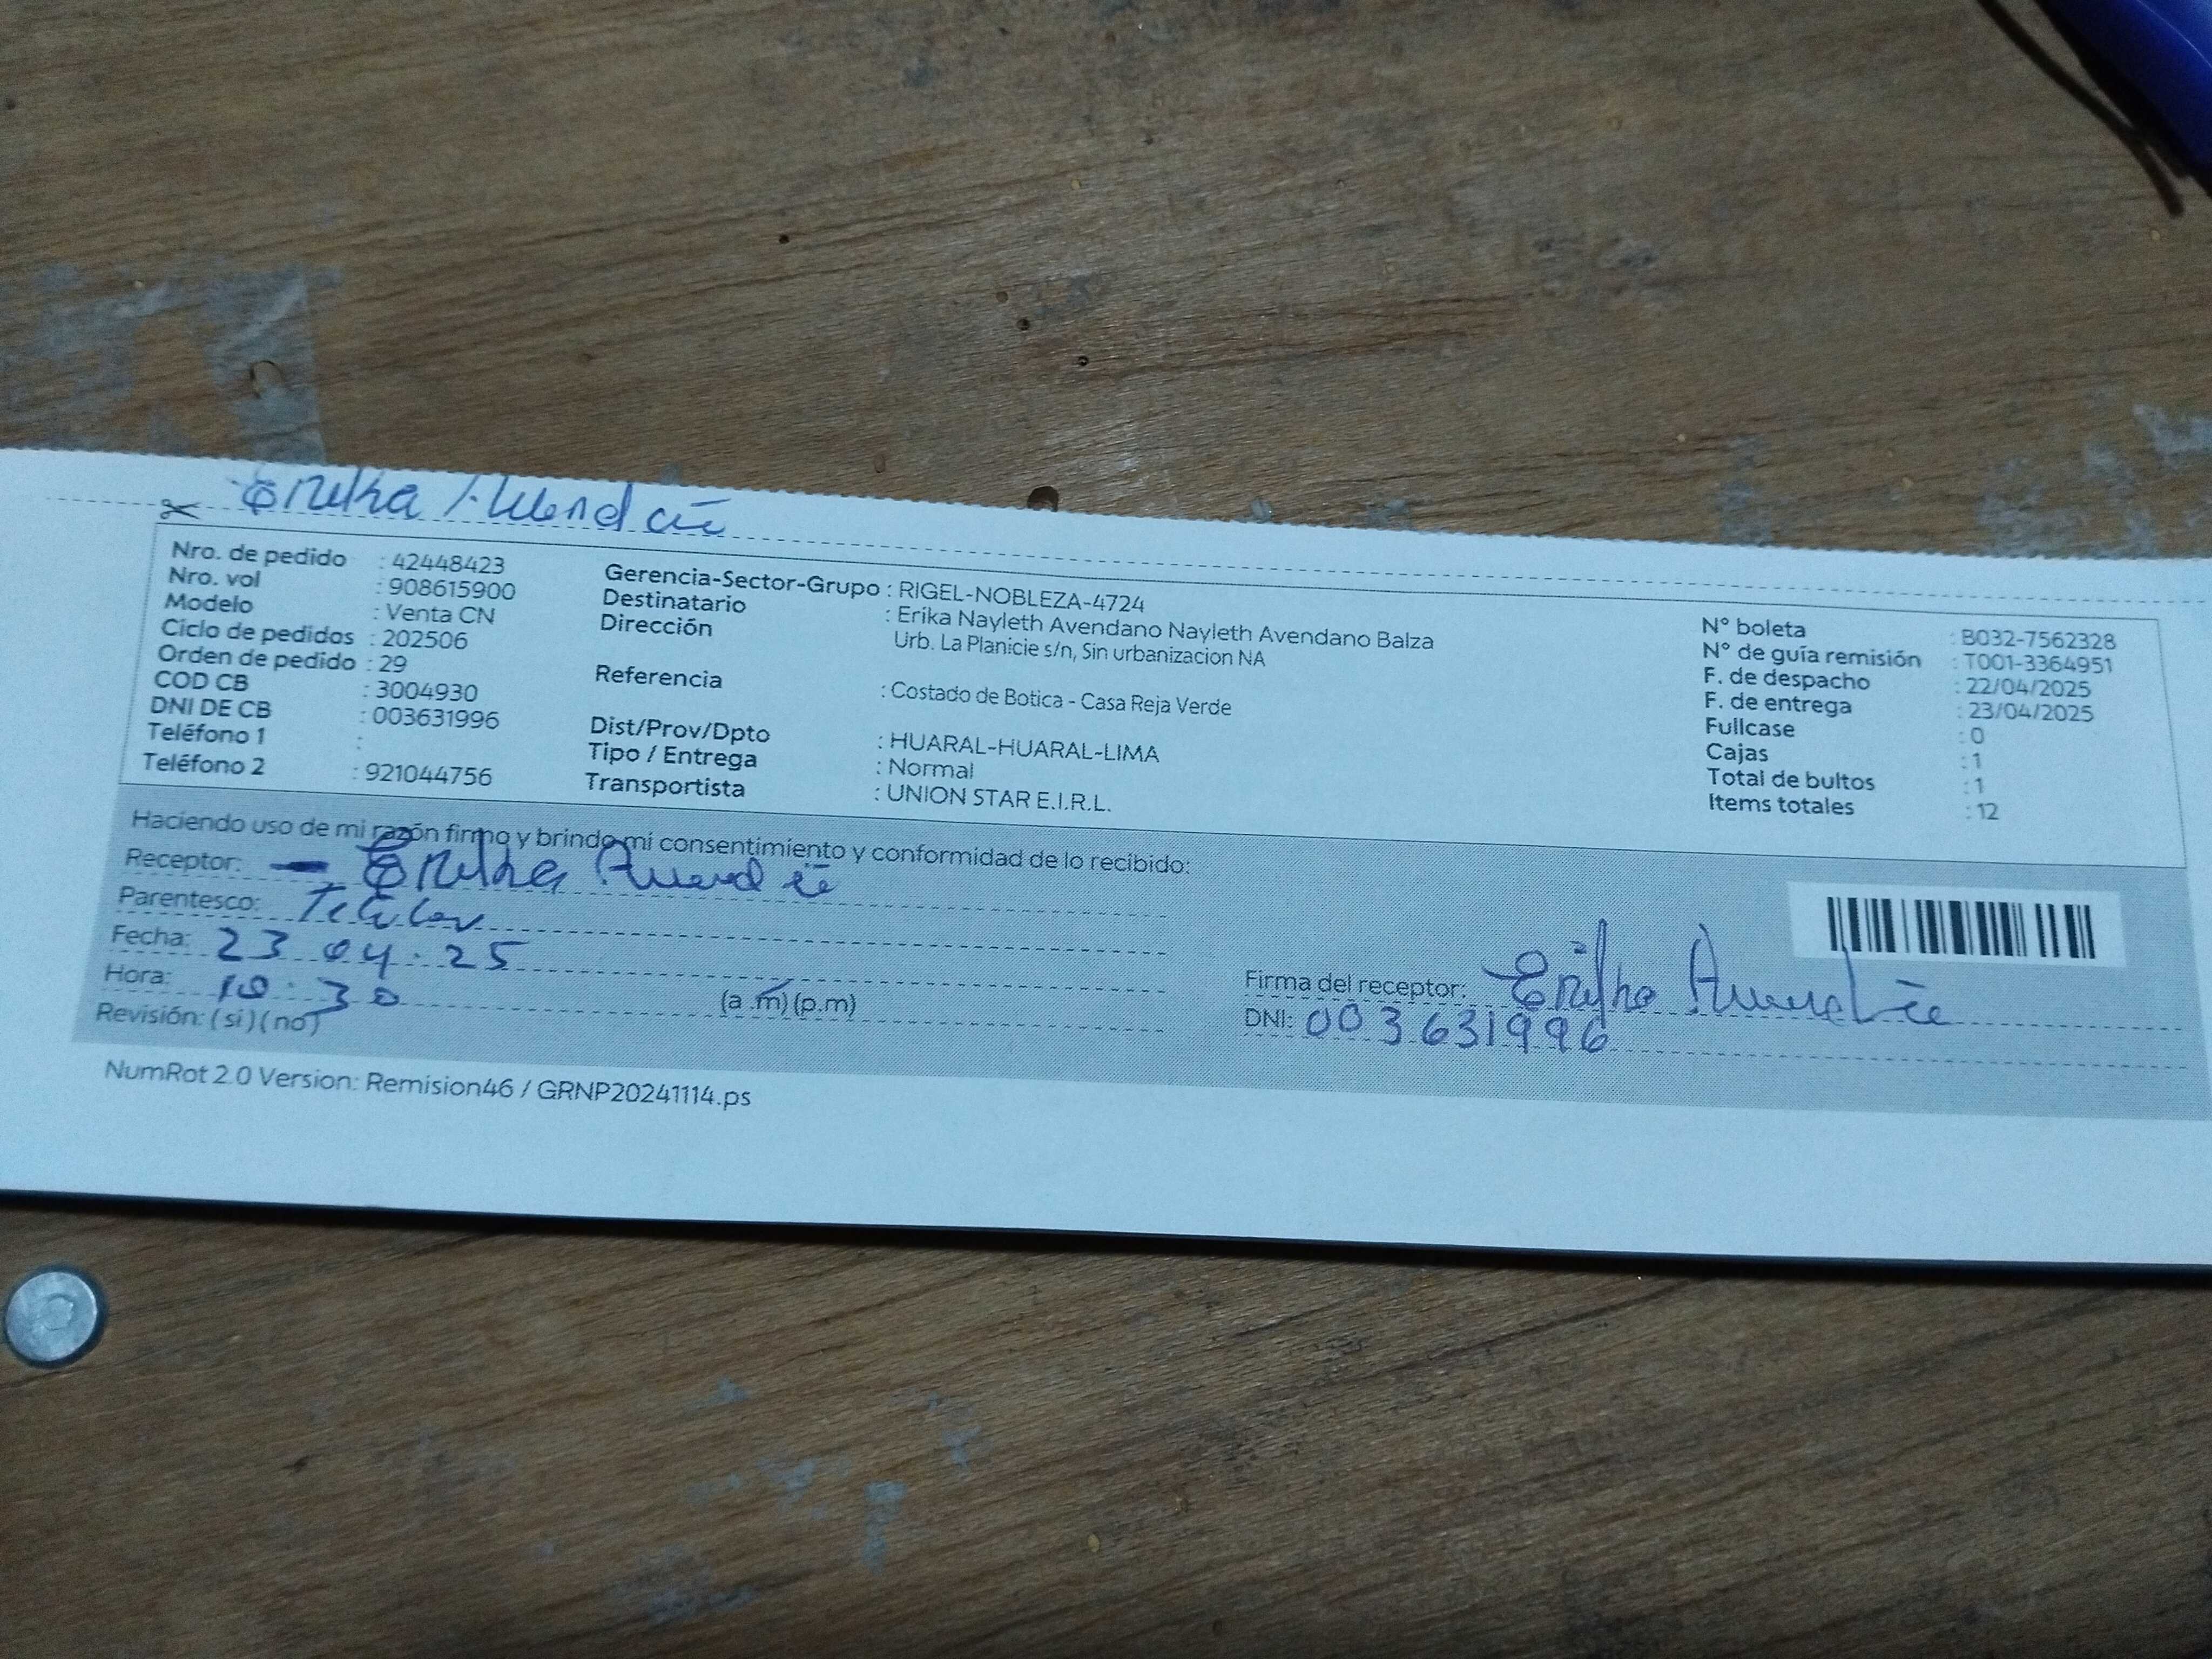 Erika Avendaño
Nro. de pedido : 42448423
Nro. vol : 908615900
Modelo : Venta CN
Ciclo de pedidos : 202506
Orden de pedido : 29
COD CB : 3004930
DNI DE CB : 003631996
Teléfono 1 :
Teléfono 2 : 921044756
Gerencia-Sector-Grupo : RIGEL-NOBLEZA-4724
Destinatario : Erika Nayleth Avendano Nayleth Avendano Balza
Dirección Urb. La Planicie s/n, Sin urbanizacion NA
Referencia : Costado de Botica - Casa Reja Verde
Dist/Prov/Dpto : HUARAL-HUARAL-LIMA
Tipo / Entrega : Normal
Transportista : UNION STAR E.I.R.L.
N° boleta : B032-7562328
N° de guía remisión : T001-3364951
F. de despacho : 22/04/2025
F. de entrega : 23/04/2025
Fullcase : 0
Cajas : 1
Total de bultos : 1
Items totales : 12
Haciendo uso de mi razón firmo y brindo mi consentimiento y conformidad de lo recibido:
Receptor: - Erika Avendaño
Parentesco: Titular
Fecha: 23 04.25
Hora: 10:30 (a.m)(p.m)
Revisión: (si)(no)
Firma del receptor: Erika Avendaño
DNI: 003631996
NumRot 2.0 Version: Remision46 / GRNP20241114.ps